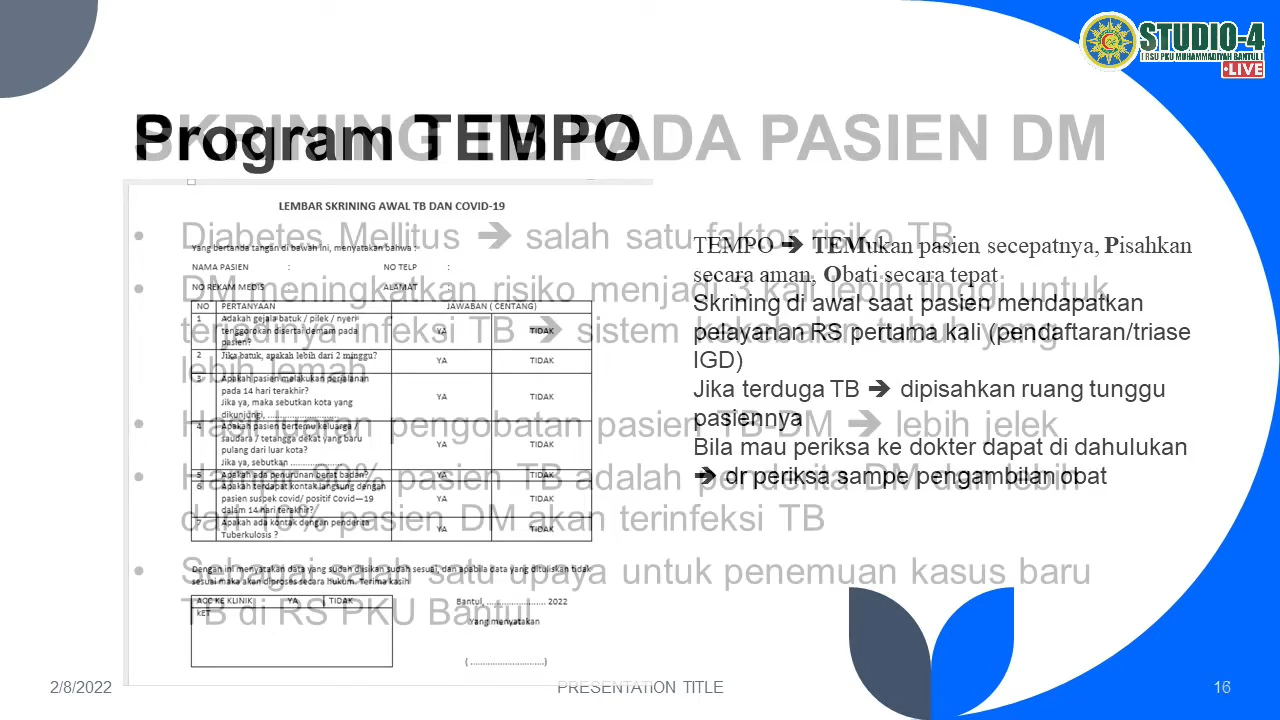 STUDIO-4
| RSU PKU MUHAMMADIYAH BANTUL |
•LIVE
Program TEMPO
SKRINING TB PADA PASIEN DM
LEMBAR SKRINING AWAL TB DAN COVID-19
Yang bertanda tangan di bawah ini, menyatakan bahwa :
NAMA PASIEN : NO TELP :
NO REKAM MEDIS : ALAMAT :
NO PERTANYAAN JAWABAN ( CENTANG)
1 Adakah gejala batuk / pilek / nyeri
tenggorokan disertai demam pada
pasien? YA TIDAK
2 Jika batuk, apakah lebih dari 2 minggu? YA TIDAK
3 Apakah pasien melakukan perjalanan
pada 14 hari terakhir?
Jika ya, maka sebutkan kota yang
dikunjungi, ........................ YA TIDAK
4 Apakah pasien bertemu keluarga /
saudara / tetangga dekat yang baru
pulang dari luar kota?
Jika ya, sebutkan .................. YA TIDAK
5 Apakah ada penurunan berat badan? YA TIDAK
6 Apakah terdapat kontak langsung dengan
pasien suspek covid/ positif Covid—19
dalam 14 hari terakhir? YA TIDAK
7 Apakah ada kontak dengan penderita
Tuberkulosis ? YA TIDAK
Dengan ini menyatakan data yang sudah diisikan sudah sesuai, dan apabila data yang dituliskan tidak
sesuai maka akan diproses secara hukum. Terima kasih
ACC KE KLINIK YA TIDAK
KET
Bantul, ...................... 2022
Yang menyatakan
( ............................)
• Diabetes Mellitus ➔ salah satu faktor risiko TB
• DM meningkatkan risiko menjadi 3 kali lebih tinggi untuk
terjadinya infeksi TB ➔ sistem kekebalan tubuh yang
lebih lemah
• Hasil luaran pengobatan pasien TB-DM ➔ lebih jelek
• Hampir 30% pasien TB adalah penderita DM dan lebih
dari 10% pasien DM akan terinfeksi TB
• Sebagai salah satu upaya untuk penemuan kasus baru
TB di RS PKU Bantul
TEMPO ➔ TEMukan pasien secepatnya, Pisahkan
secara aman, Obati secara tepat
Skrining di awal saat pasien mendapatkan
pelayanan RS pertama kali (pendaftaran/triase
IGD)
Jika terduga TB ➔ dipisahkan ruang tunggu
pasiennya
Bila mau periksa ke dokter dapat di dahulukan
➔ dr periksa sampe pengambilan obat
2/8/2022
PRESENTATION TITLE
16